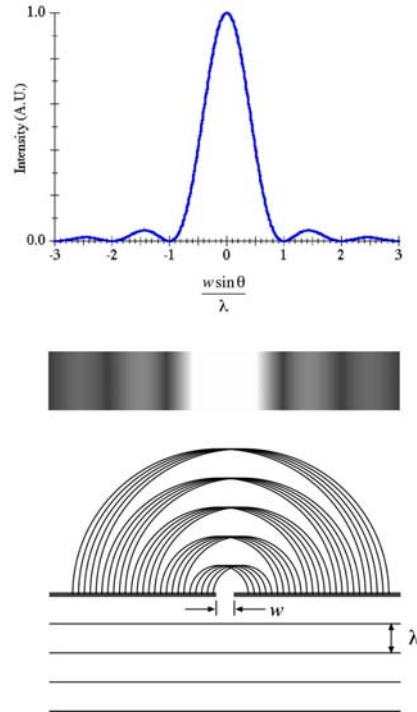 1.0
Intensity (A.U.)
0.0
-3 -2 -1 0 1 2 3
w sin θ
λ
w
λ